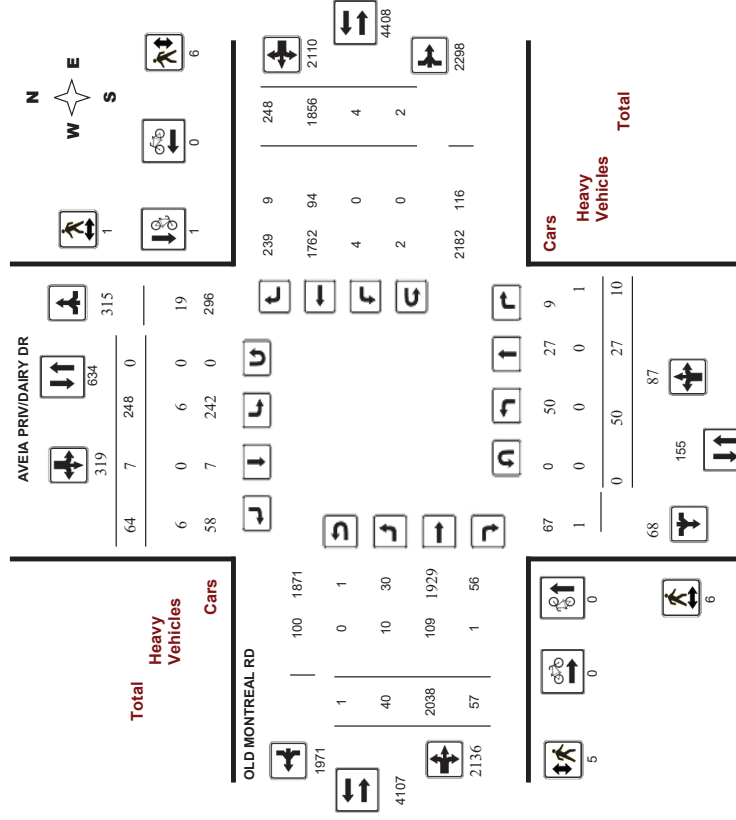 N
W E
S
AVEIA PRIV/DAIRY DR
319 634 315
64 7 248 0
6 0 6 0 19
58 7 242 0 296
1 6
1 0
Total
Heavy
Vehicles
Cars
2110
4408
2298
239 9 248
1762 94 1856
4 0 4
2 0 2
2182 116
OLD MONTREAL RD
1971
4107
2136
100 1871
1 0 1
40 10 30
2038 109 1929
57 1 56
Cars
Heavy
Vehicles
Total
67 0 50 27 9
1 0 0 0 1
0 50 27 10
68 155 87
0 0
5 6